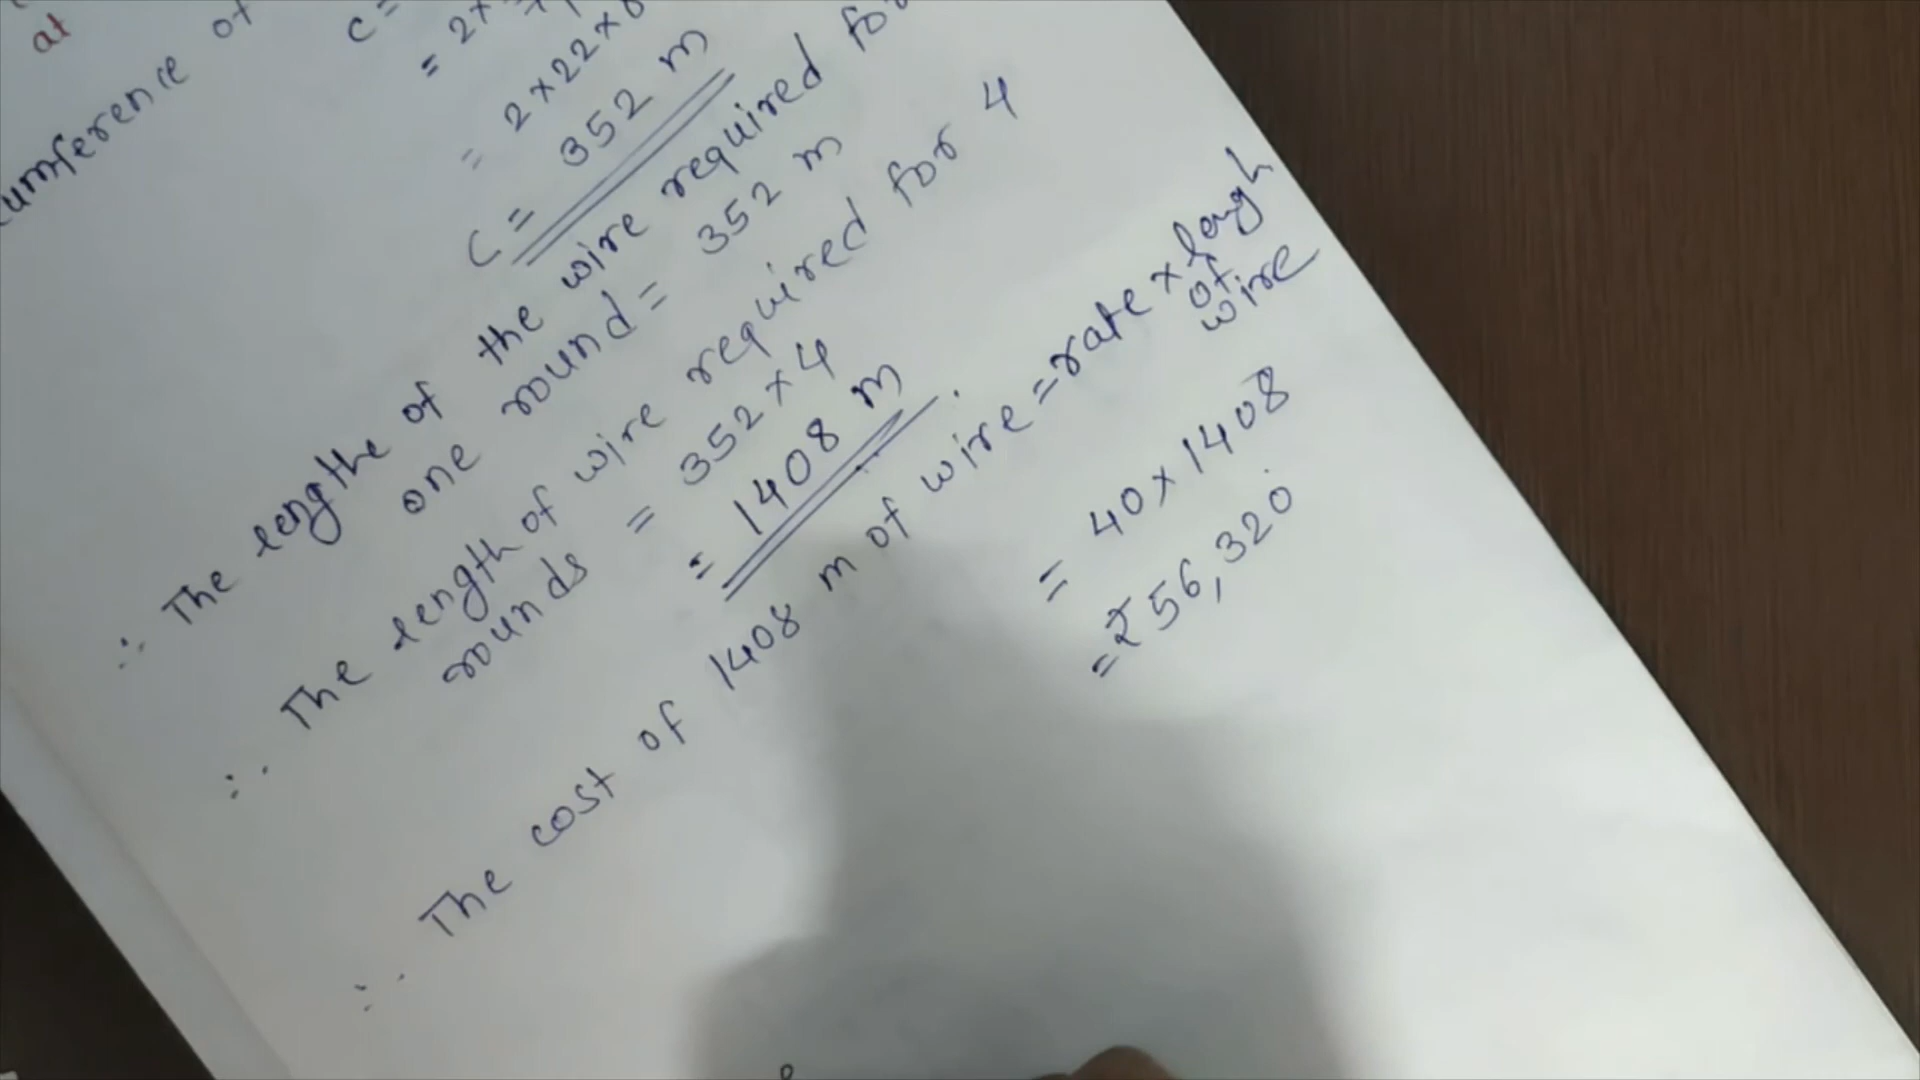 at
cumference of
C=
= 2×
= 2×22×8
C= 352 m
∴ The lengthe of the wire required for
one round = 352 m
∴ The length of wire required for 4
rounds = 352×4
= 1408 m.
∴ The cost of 1408 m of wire = rate ×
of
wire
= 40×1408
= ₹56,320